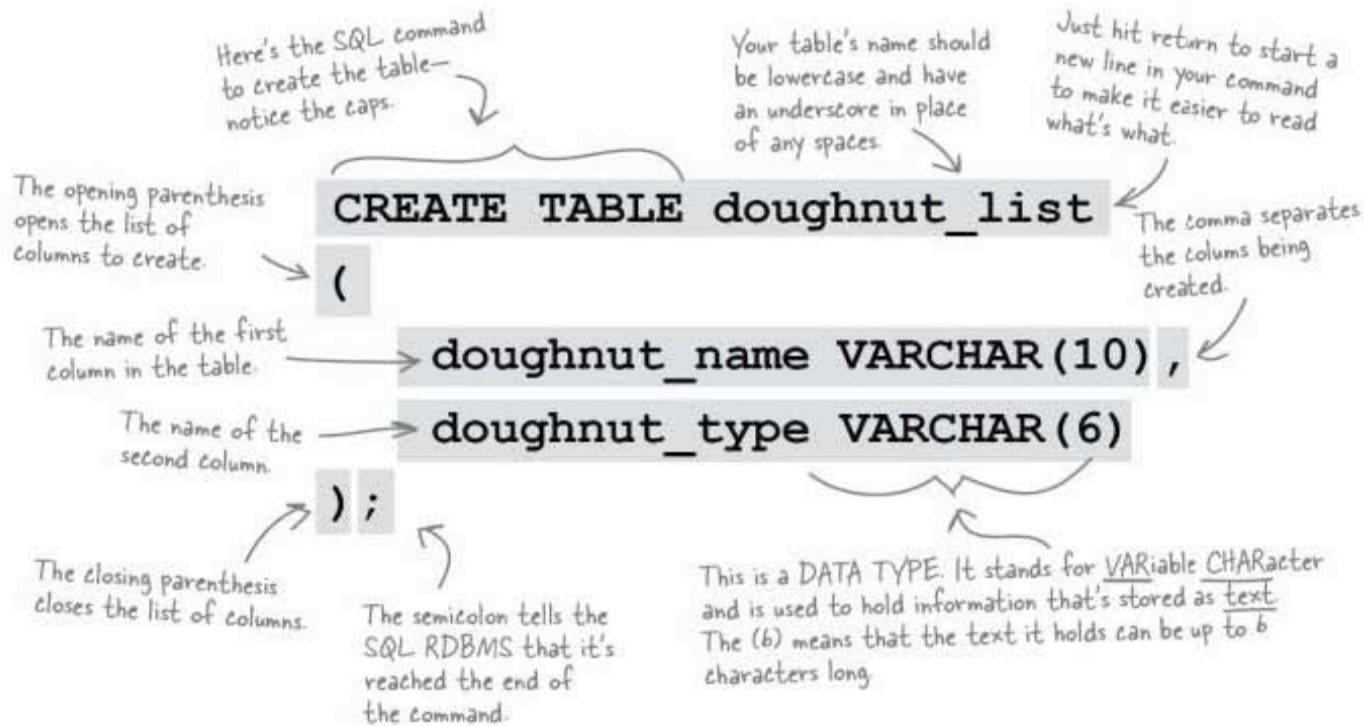 Here's the SQL command
to create the table—
notice the caps.
Your table's name should
be lowercase and have
an underscore in place
of any spaces.
Just hit return to start a
new line in your command
to make it easier to read
what's what.
CREATE TABLE doughnut_list
The opening parenthesis
opens the list of
columns to create.
(
The comma separates
the colums being
created.
The name of the first
column in the table.
doughnut_name VARCHAR(10),
The name of the
second column.
doughnut_type VARCHAR(6)
);
The closing parenthesis
closes the list of columns.
The semicolon tells the
SQL RDBMS that it's
reached the end of
the command.
This is a DATA TYPE. It stands for VARiable CHARacter
and is used to hold information that's stored as text.
The (6) means that the text it holds can be up to 6
characters long.